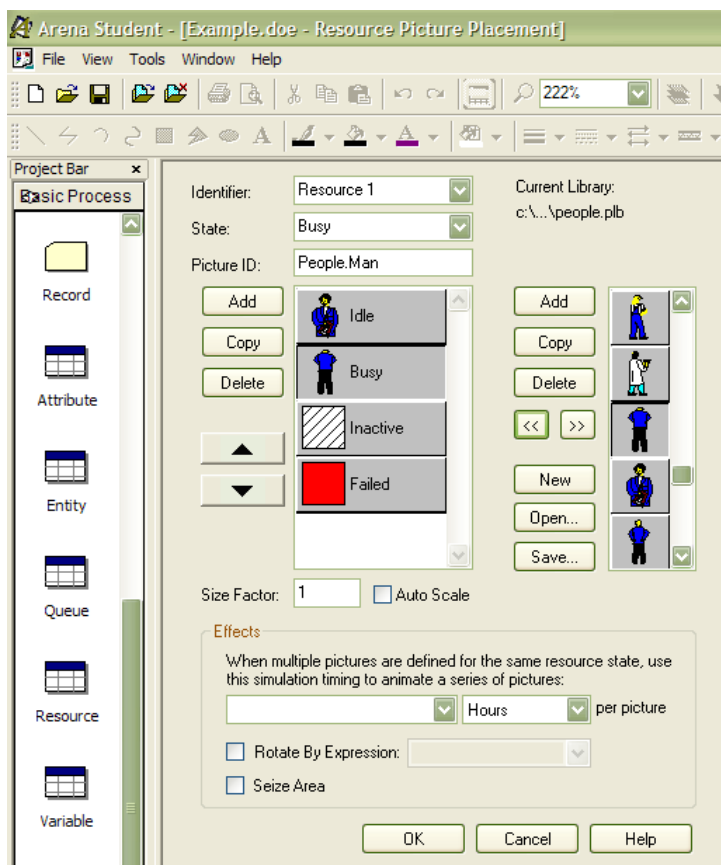 Arena Student - [Example.doe - Resource Picture Placement]
File View Tools Window Help
222%
A A
Project Bar x
Basic Process
Record
Attribute
Entity
Queue
Resource
Variable
Identifier: Resource 1
State: Busy
Picture ID: People.Man
Current Library:
c:\...\people.plb
Add
Copy
Delete
Idle
Busy
Inactive
Failed
Add
Copy
Delete
<< >>
New
Open...
Save...
Size Factor: 1 Auto Scale
Effects
When multiple pictures are defined for the same resource state, use
this simulation timing to animate a series of pictures:
Hours per picture
Rotate By Expression:
Seize Area
OK Cancel Help